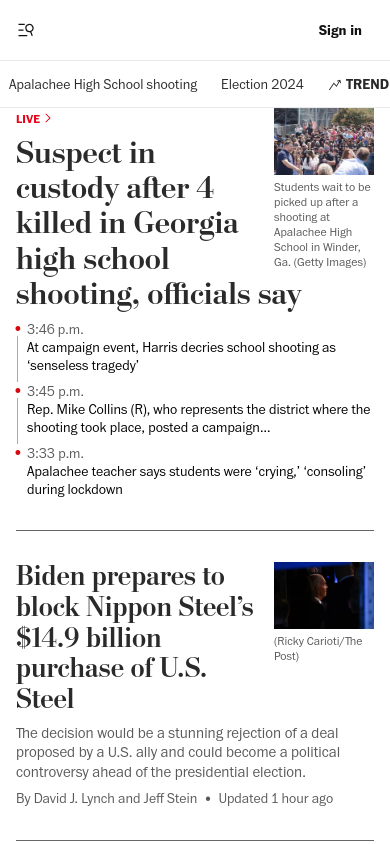 Sign in
Apalachee High School shooting Election 2024 TREND
LIVE
Suspect in
custody after 4
killed in Georgia
high school
shooting, officials say
Students wait to be
picked up after a
shooting at
Apalachee High
School in Winder,
Ga. (Getty Images)
3:46 p.m.
At campaign event, Harris decries school shooting as
‘senseless tragedy’
3:45 p.m.
Rep. Mike Collins (R), who represents the district where the
shooting took place, posted a campaign...
3:33 p.m.
Apalachee teacher says students were ‘crying,’ ‘consoling’
during lockdown
Biden prepares to
block Nippon Steel’s
$14.9 billion
purchase of U.S.
Steel
(Ricky Carioti/The
Post)
The decision would be a stunning rejection of a deal
proposed by a U.S. ally and could become a political
controversy ahead of the presidential election.
By David J. Lynch and Jeff Stein • Updated 1 hour ago